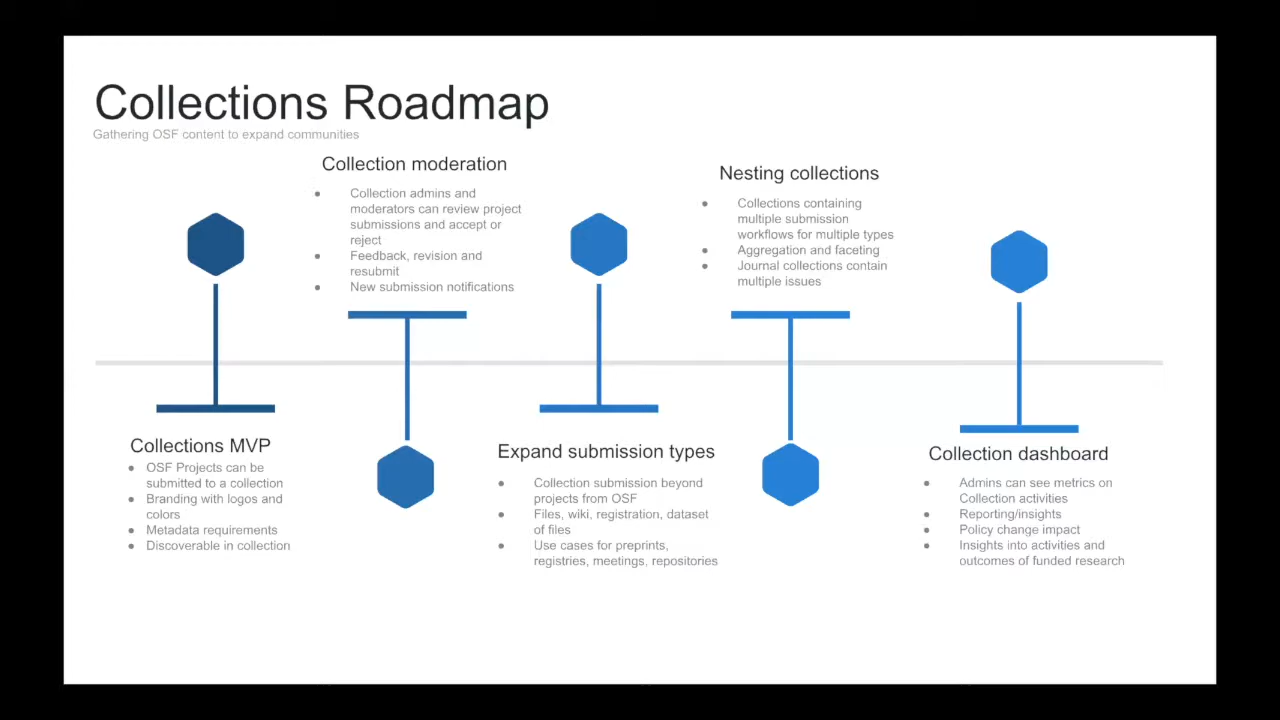 Collections Roadmap
Gathering OSF content to expand communities
Collection moderation
● Collection admins and
moderators can review project
submissions and accept or
reject
● Feedback, revision and
resubmit
● New submission notifications
Nesting collections
● Collections containing
multiple submission
workflows for multiple types
● Aggregation and faceting
● Journal collections contain
multiple issues
Collections MVP
● OSF Projects can be
submitted to a collection
● Branding with logos and
colors
● Metadata requirements
● Discoverable in collection
Expand submission types
● Collection submission beyond
projects from OSF
● Files, wiki, registration, dataset
of files
● Use cases for preprints,
registries, meetings, repositories
Collection dashboard
● Admins can see metrics on
Collection activities
● Reporting/insights
● Policy change impact
● Insights into activities and
outcomes of funded research